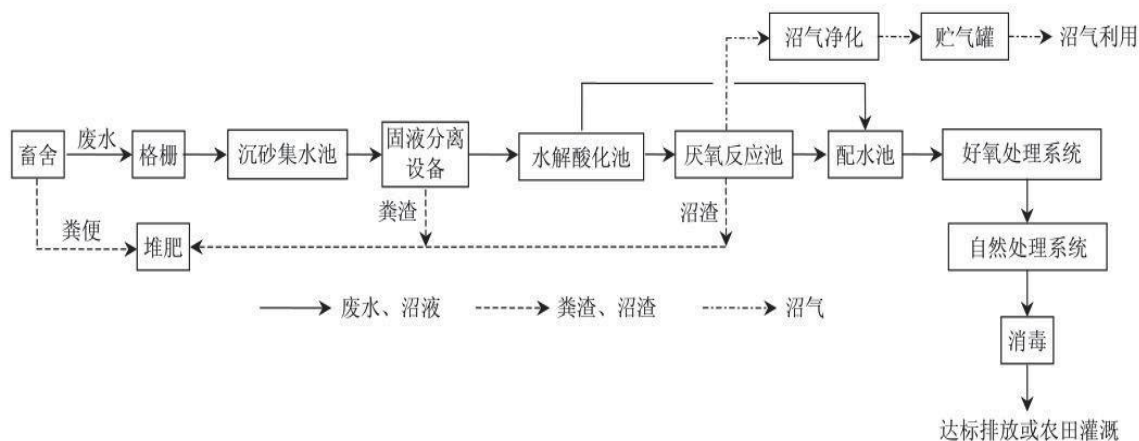 沼气净化
贮气罐
沼气利用
畜舍
废水
格栅
沉砂集水池
固液分离
设备
水解酸化池
厌氧反应池
配水池
好氧处理系统
粪渣
沼渣
粪便
堆肥
自然处理系统
废水、沼液
粪渣、沼渣
沼气
消毒
达标排放或农田灌溉